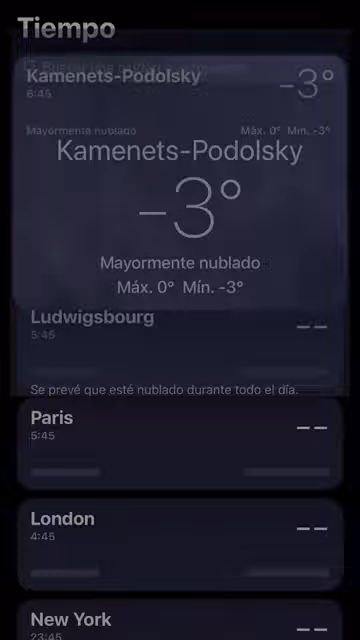 Tiempo
Kamenets-Podolsky
-3°
6:45
Mayormente nublado
Máx. 0° Mín. -3°
Kamenets-Podolsky
-3°
Mayormente nublado
Máx. 0° Mín. -3°
Ludwigsbourg
5:45
--
Se prevé que esté nublado durante todo el día.
Paris
5:45
--
London
4:45
--
New York
23:45
--